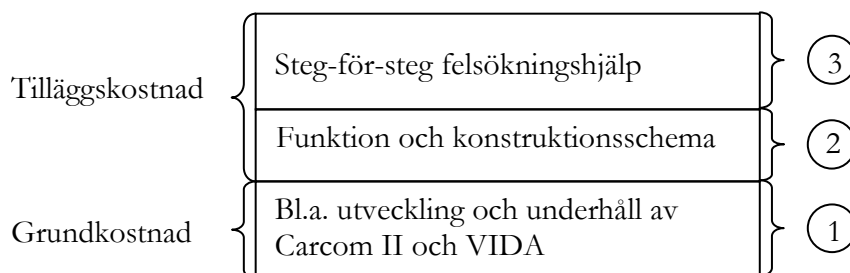 Tilläggskostnad
Steg-för-steg felsökningshjälp
3
Funktion och konstruktionsschema
2
Grundkostnad
Bl.a. utveckling och underhåll av
Carcom II och VIDA
1